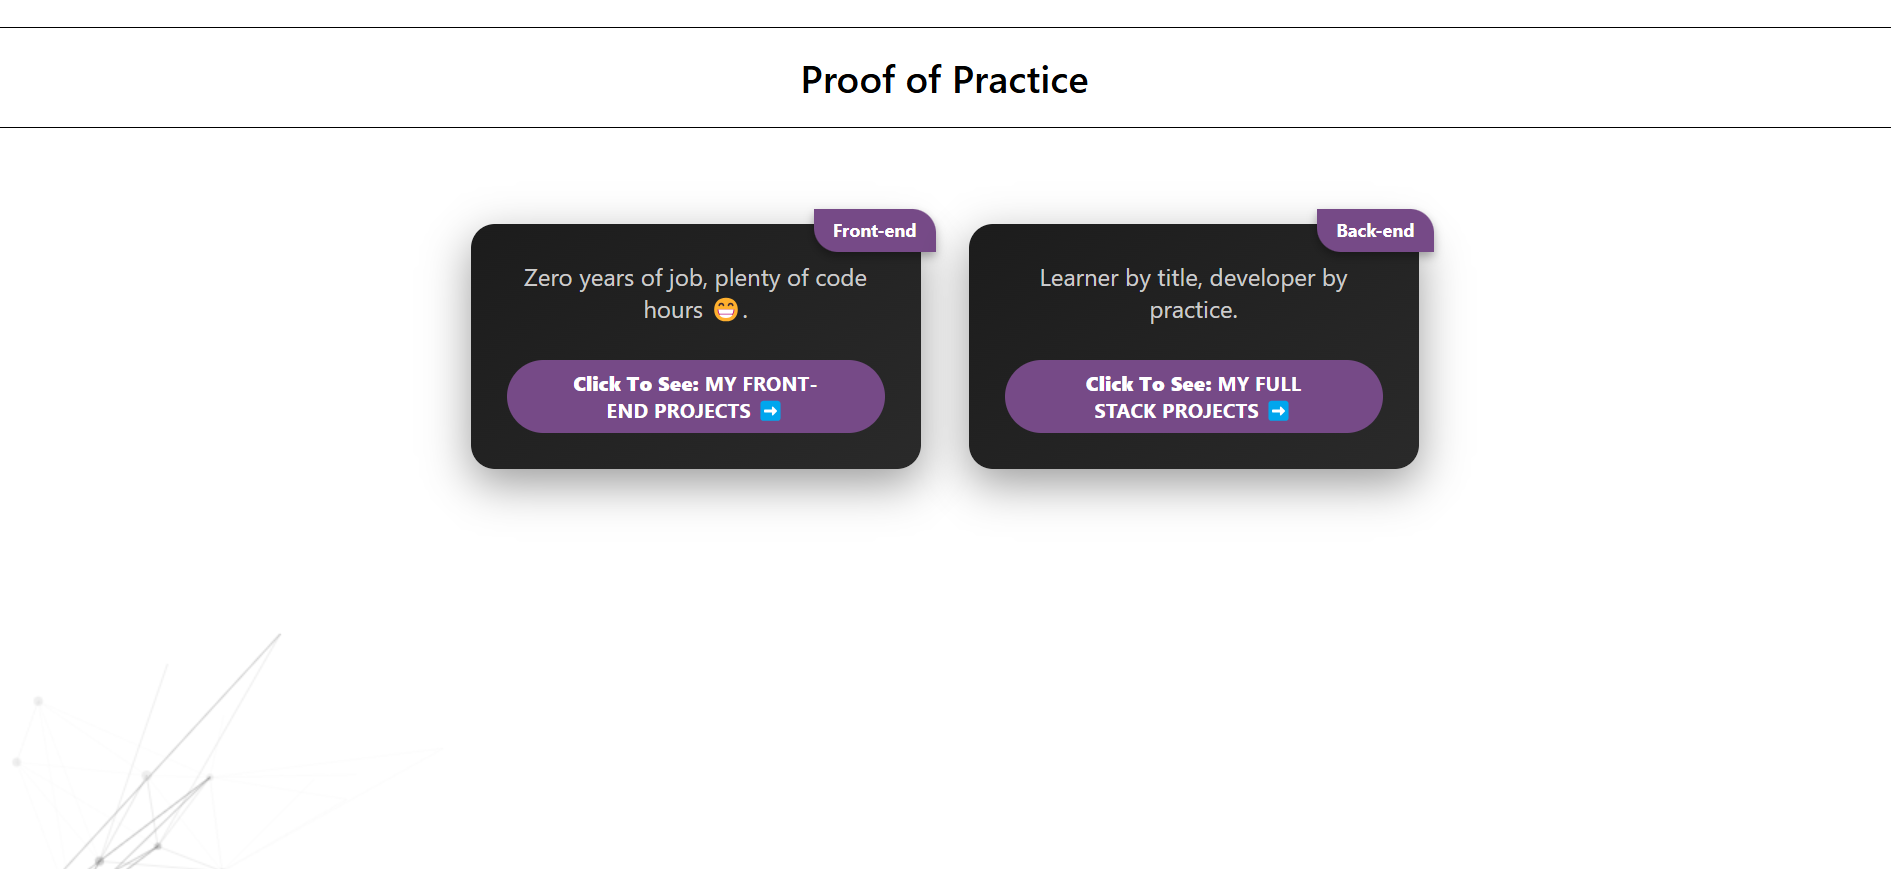 Proof of Practice
Front-end
Zero years of job, plenty of code
hours 😁.
Click To See: MY FRONT-
END PROJECTS ➡️
Back-end
Learner by title, developer by
practice.
Click To See: MY FULL
STACK PROJECTS ➡️